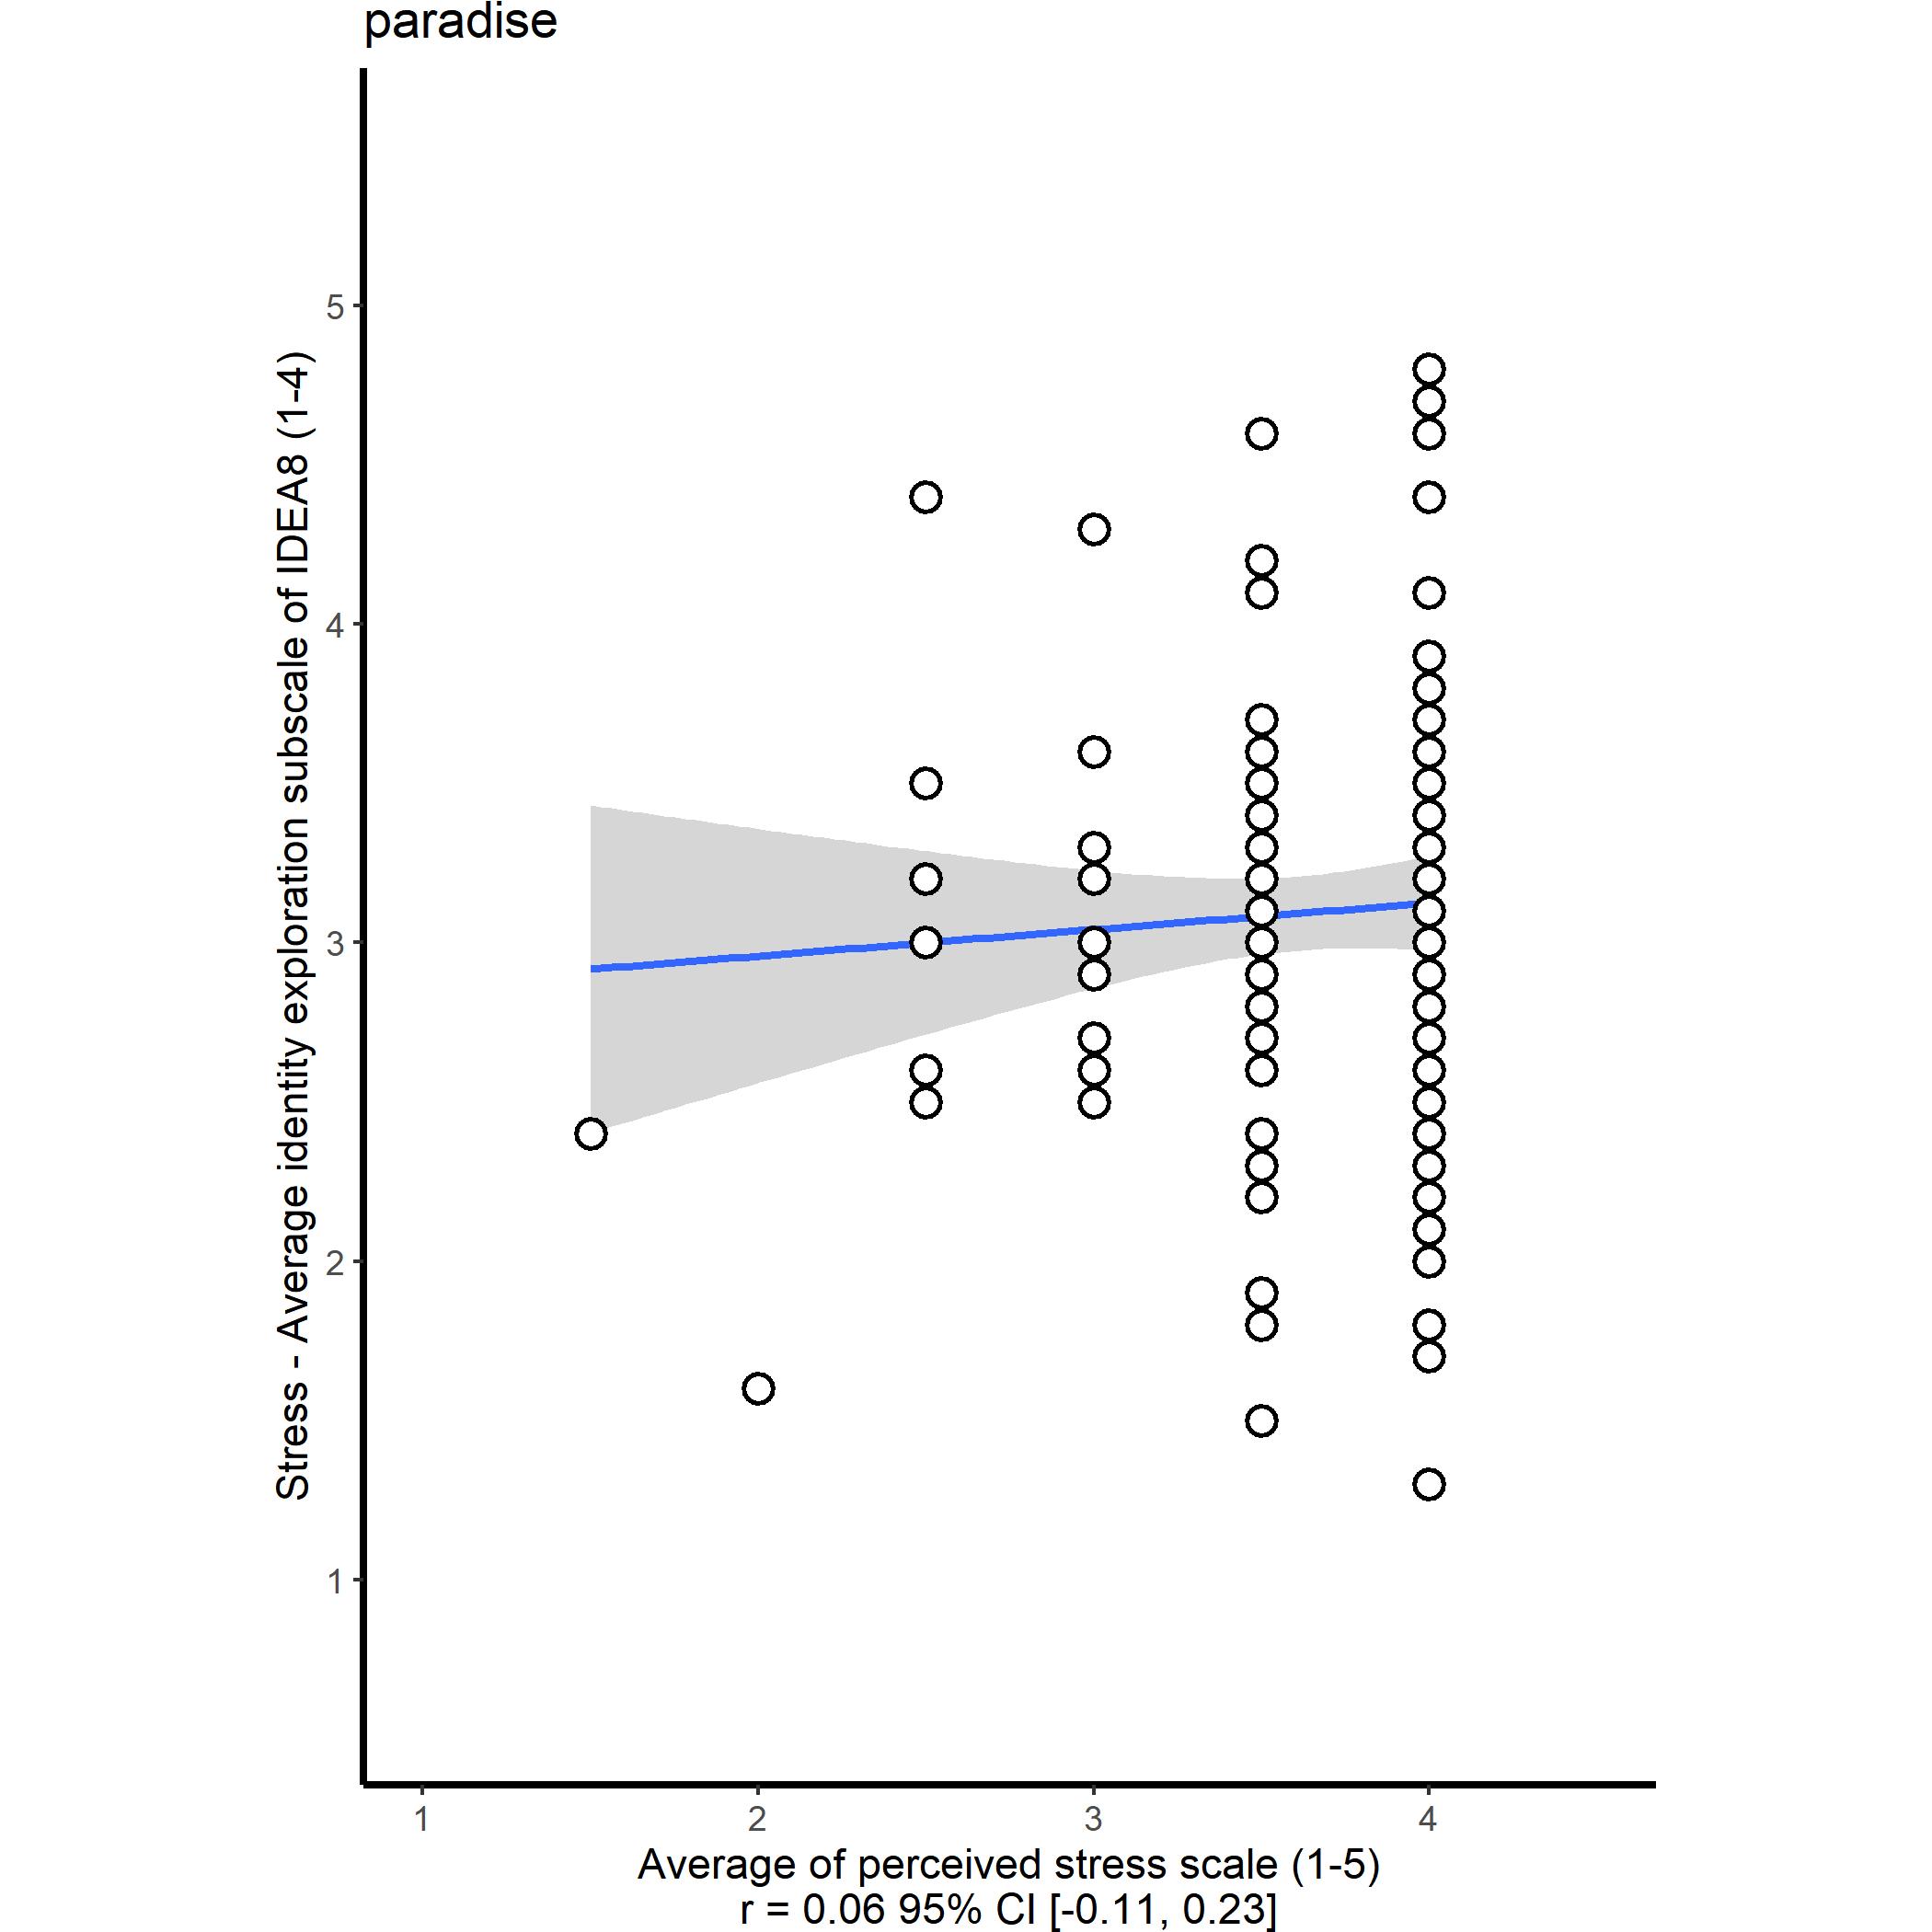 paradise
Stress - Average identity exploration subscale of IDEA8 (1-4)
5
4
3
2
1
1 2 3 4
Average of perceived stress scale (1-5)
r = 0.06 95% CI [-0.11, 0.23]